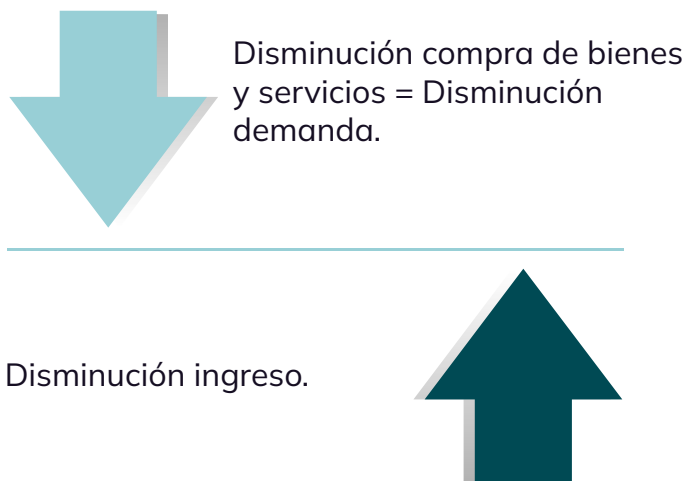 Disminución compra de bienes
y servicios = Disminución
demanda.
Disminución ingreso.